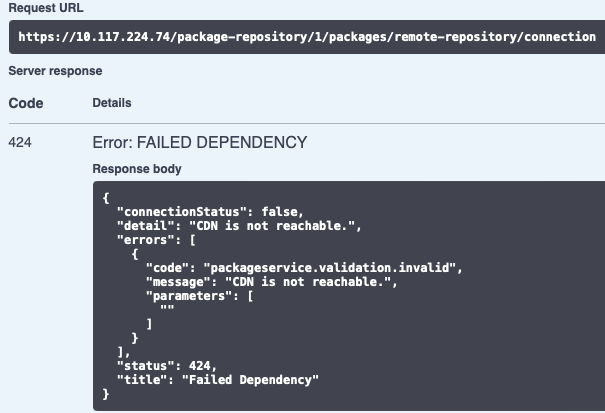 Request URL
https://10.117.224.74/package-repository/1/packages/remote-repository/connection
Server response
Code Details
424 Error: FAILED DEPENDENCY
Response body
{
  "connectionStatus": false,
  "detail": "CDN is not reachable.",
  "errors": [
    {
      "code": "packageservice.validation.invalid",
      "message": "CDN is not reachable.",
      "parameters": [
        ""
      ]
    }
  ],
  "status": 424,
  "title": "Failed Dependency"
}